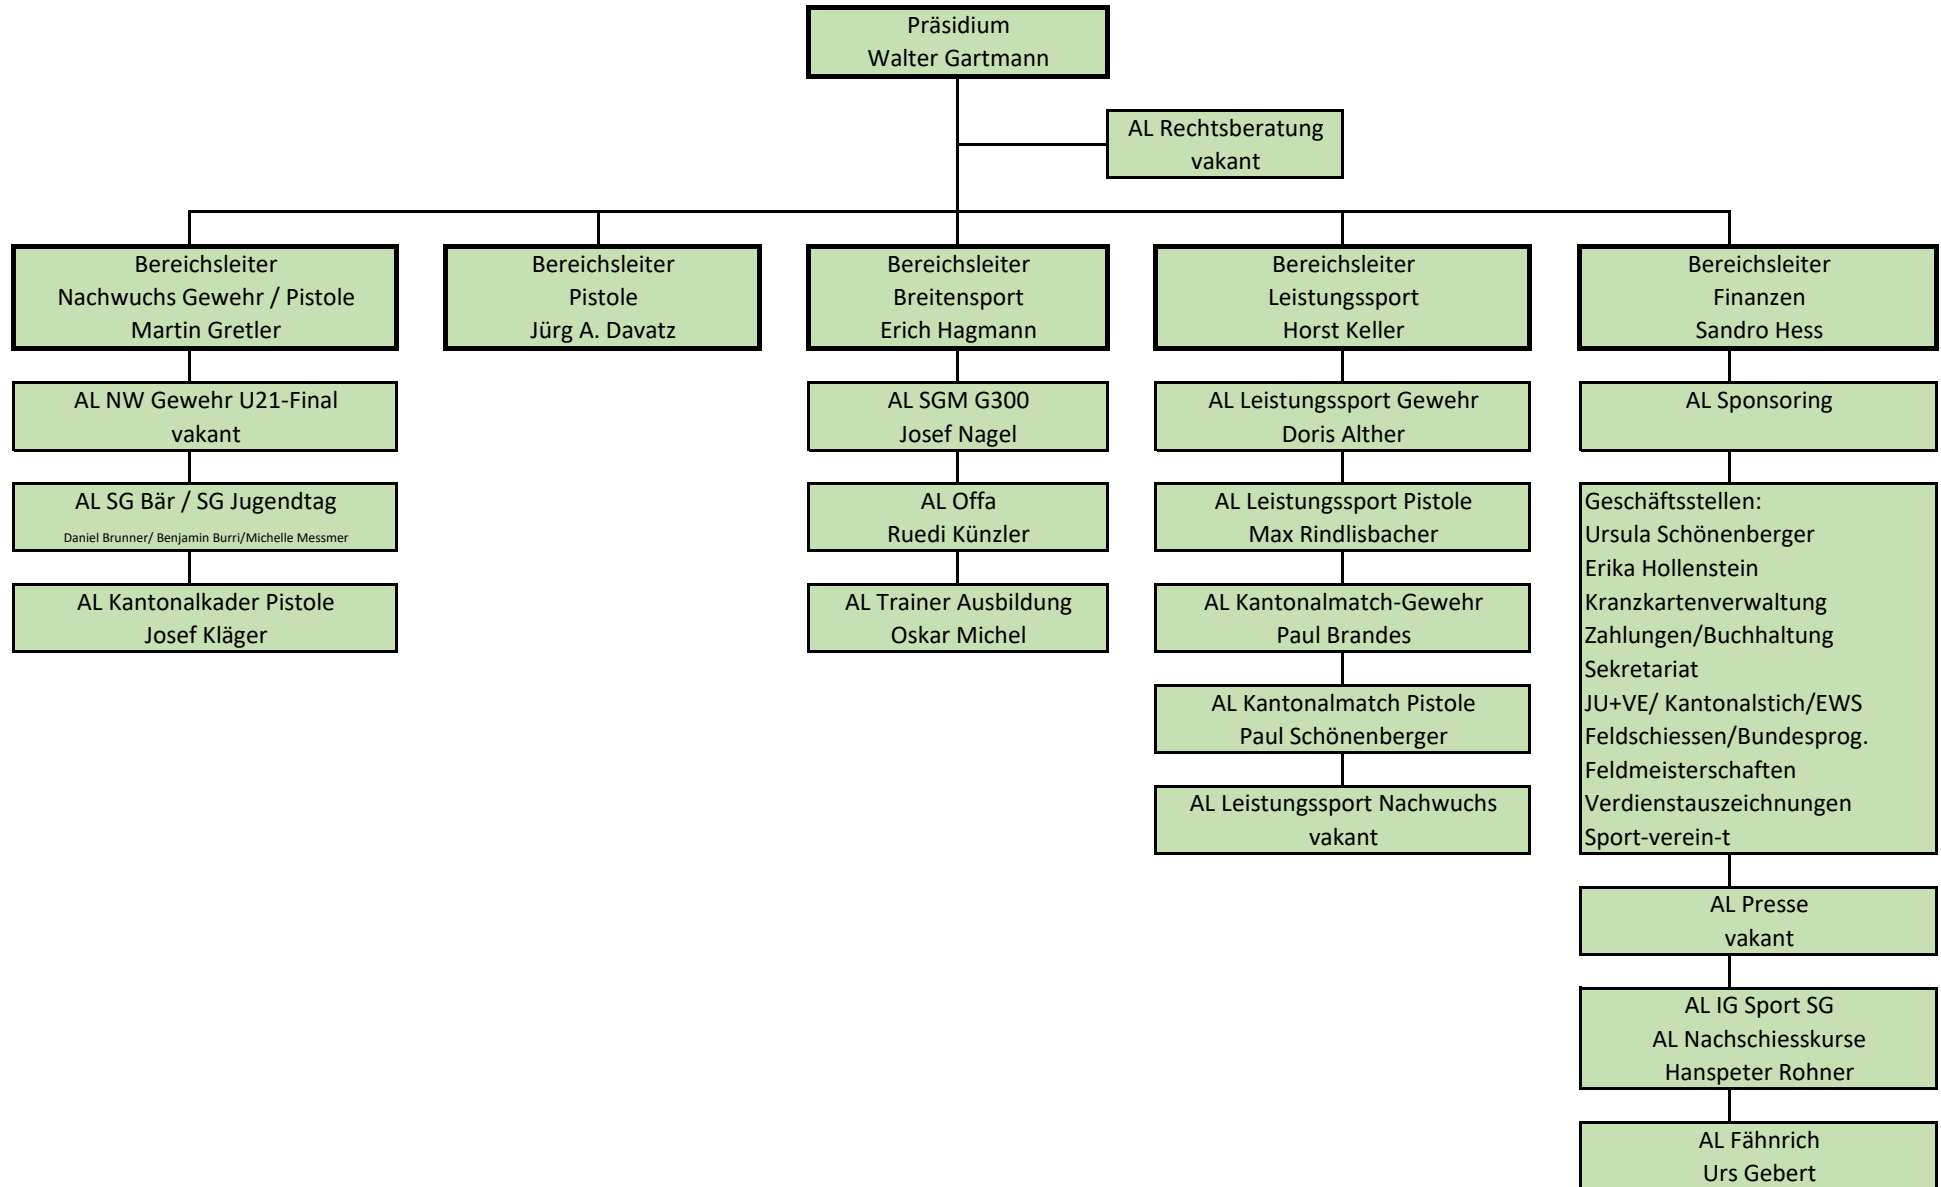 Präsidium
Walter Gartmann
AL Rechtsberatung
vakant
Bereichsleiter
Nachwuchs Gewehr / Pistole
Martin Gretler
AL NW Gewehr U21-Final
vakant
AL SG Bär / SG Jugendtag
Daniel Brunner/ Benjamin Burri/Michelle Messmer
AL Kantonalkader Pistole
Josef Kläger
Bereichsleiter
Pistole
Jürg A. Davatz
Bereichsleiter
Breitensport
Erich Hagmann
AL SGM G300
Josef Nagel
AL Offa
Ruedi Künzler
AL Trainer Ausbildung
Oskar Michel
Bereichsleiter
Leistungssport
Horst Keller
AL Leistungssport Gewehr
Doris Alther
AL Leistungssport Pistole
Max Rindlisbacher
AL Kantonalmatch-Gewehr
Paul Brandes
AL Kantonalmatch Pistole
Paul Schönenberger
AL Leistungssport Nachwuchs
vakant
Bereichsleiter
Finanzen
Sandro Hess
AL Sponsoring
Geschäftsstellen:
Ursula Schönenberger
Erika Hollenstein
Kranzkartenverwaltung
Zahlungen/Buchhaltung
Sekretariat
JU+VE/ Kantonalstich/EWS
Feldschiessen/Bundesprog.
Feldmeisterschaften
Verdienstauszeichnungen
Sport-verein-t
AL Presse
vakant
AL IG Sport SG
AL Nachschiesskurse
Hanspeter Rohner
AL Fähnrich
Urs Gebert